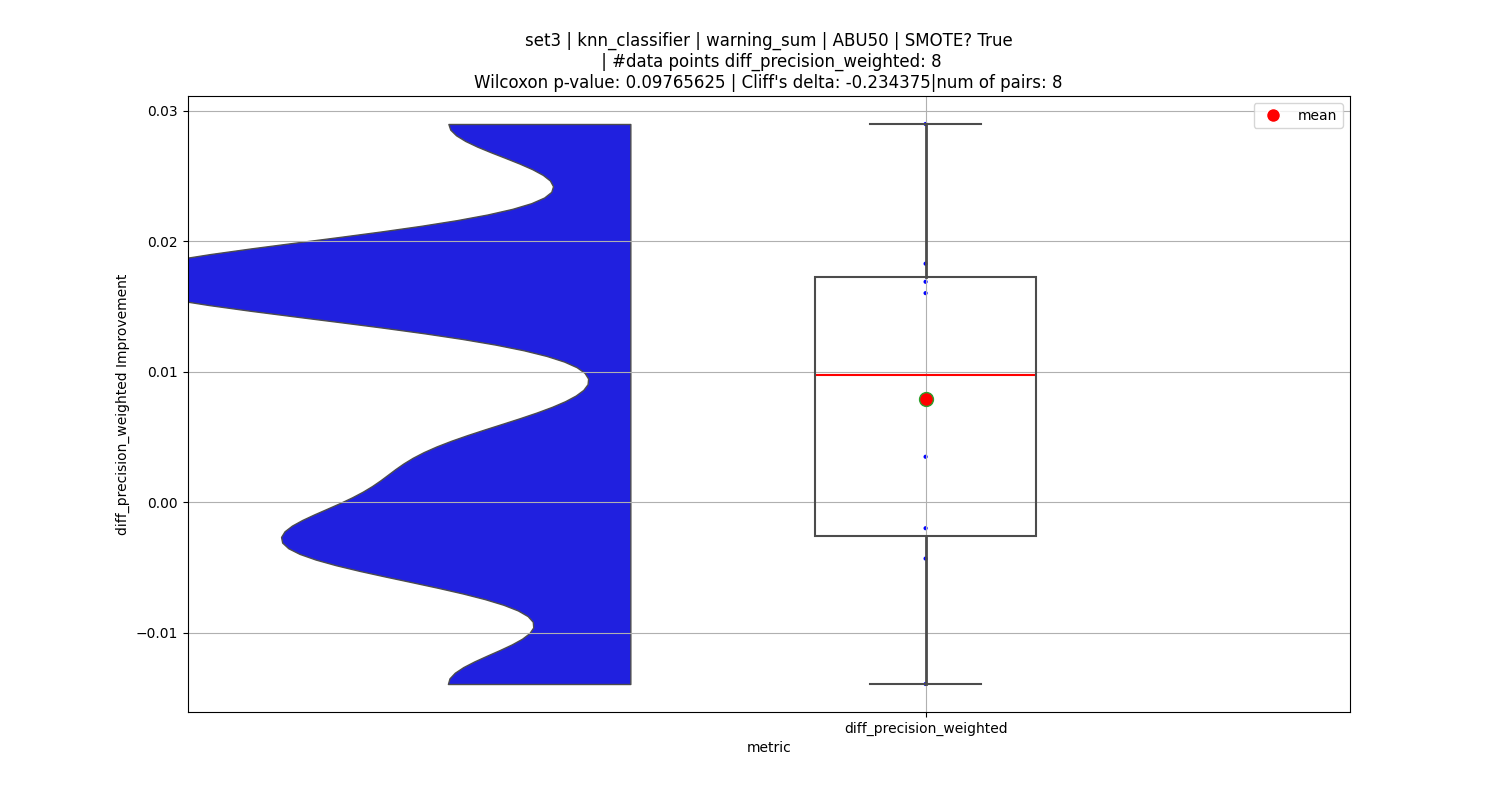 set3 | knn_classifier | warning_sum | ABU50 | SMOTE? True
| #data points diff_precision_weighted: 8
Wilcoxon p-value: 0.09765625 | Cliff's delta: -0.234375|num of pairs: 8
mean
0.03
0.02
0.01
0.00
−0.01
diff_precision_weighted Improvement
diff_precision_weighted
metric